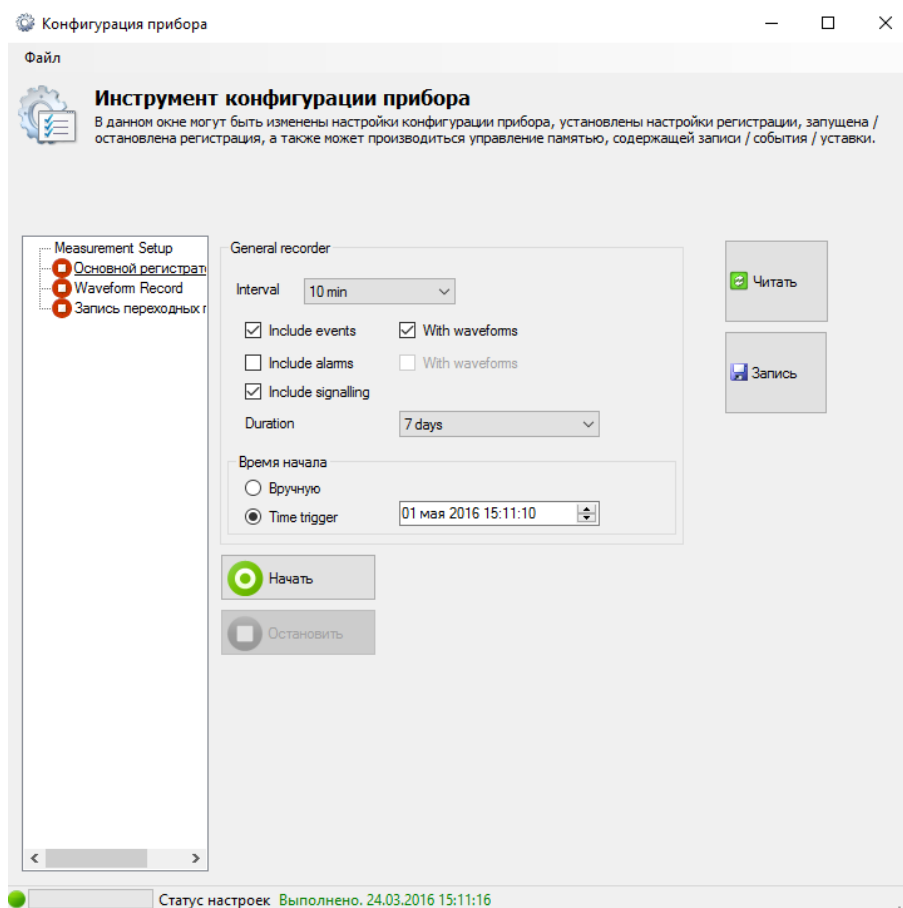 Конфигурация прибора
Файл
Инструмент конфигурации прибора
В данном окне могут быть изменены настройки конфигурации прибора, установлены настройки регистрации, запущена /
остановлена регистрация, а также может производиться управление памятью, содержащей записи / события / уставки.
Measurement Setup
Основной регистрат
Waveform Record
Запись переходных г
General recorder
Interval 10 min
Include events With waveforms
Include alarms With waveforms
Include signalling
Duration 7 days
Время начала
Вручную
Time trigger 01 мая 2016 15:11:10
Начать
Остановить
Читать
Запись
Статус настроек Выполнено. 24.03.2016 15:11:16